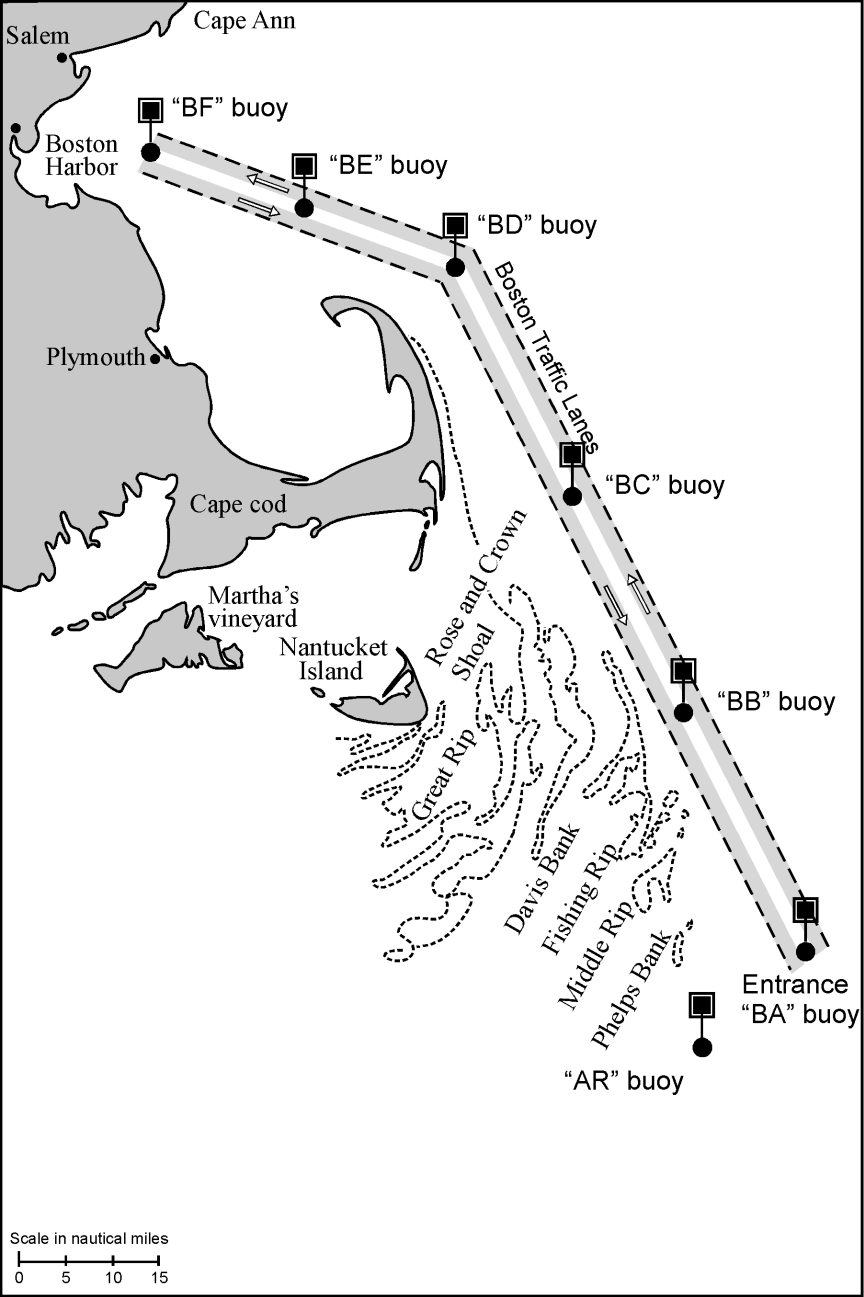 Cape Ann
Salem
“BF” buoy
Boston
Harbor
“BE” buoy
“BD” buoy
Boston Traffic Lanes
Plymouth
“BC” buoy
Cape cod
Rose and Crown
Shoal
Martha’s
vineyard
Nantucket
Island
“BB” buoy
Great Rip
Davis Bank
Fishing Rip
Middle Rip
Phelps Bank
Entrance
“BA” buoy
“AR” buoy
Scale in nautical miles
0 5 10 15